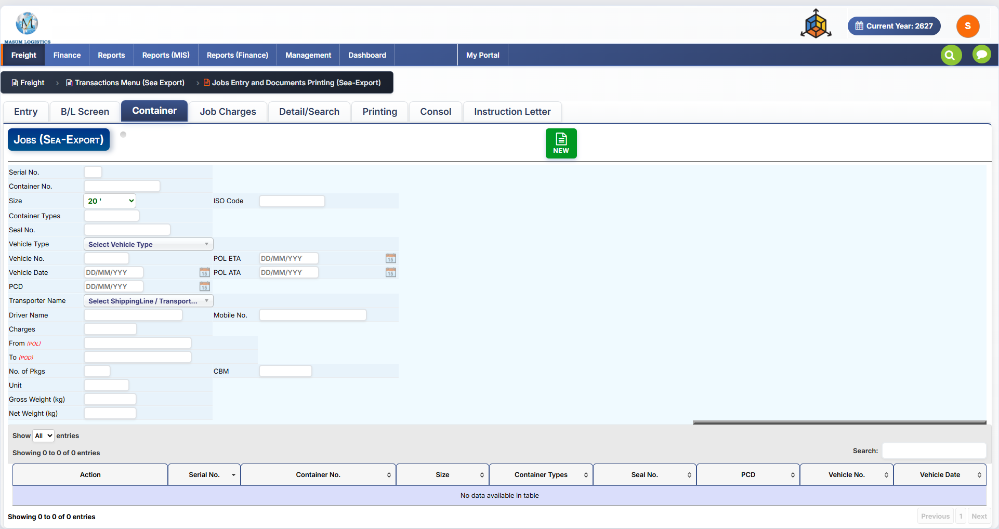 MASUM LOGISTICS
Current Year: 2627
S
Freight Finance Reports Reports (MIS) Reports (Finance) Management Dashboard My Portal
Freight › Transactions Menu (Sea Export) › Jobs Entry and Documents Printing (Sea-Export)
Entry B/L Screen Container Job Charges Detail/Search Printing Consol Instruction Letter
Jobs (Sea-Export)
NEW
Serial No.
Container No.
Size 20 ' ISO Code
Container Types
Seal No.
Vehicle Type Select Vehicle Type
Vehicle No. POL ETA DD/MM/YYY
Vehicle Date DD/MM/YYY POL ATA DD/MM/YYY
PCD DD/MM/YYY
Transporter Name Select ShippingLine / Transport...
Driver Name Mobile No.
Charges
From (POL)
To (POD)
No. of Pkgs CBM
Unit
Gross Weight (kg)
Net Weight (kg)
Show All entries
Showing 0 to 0 of 0 entries
Search:
Action Serial No. Container No. Size Container Types Seal No. PCD Vehicle No. Vehicle Date
No data available in table
Showing 0 to 0 of 0 entries
Previous 1 Next